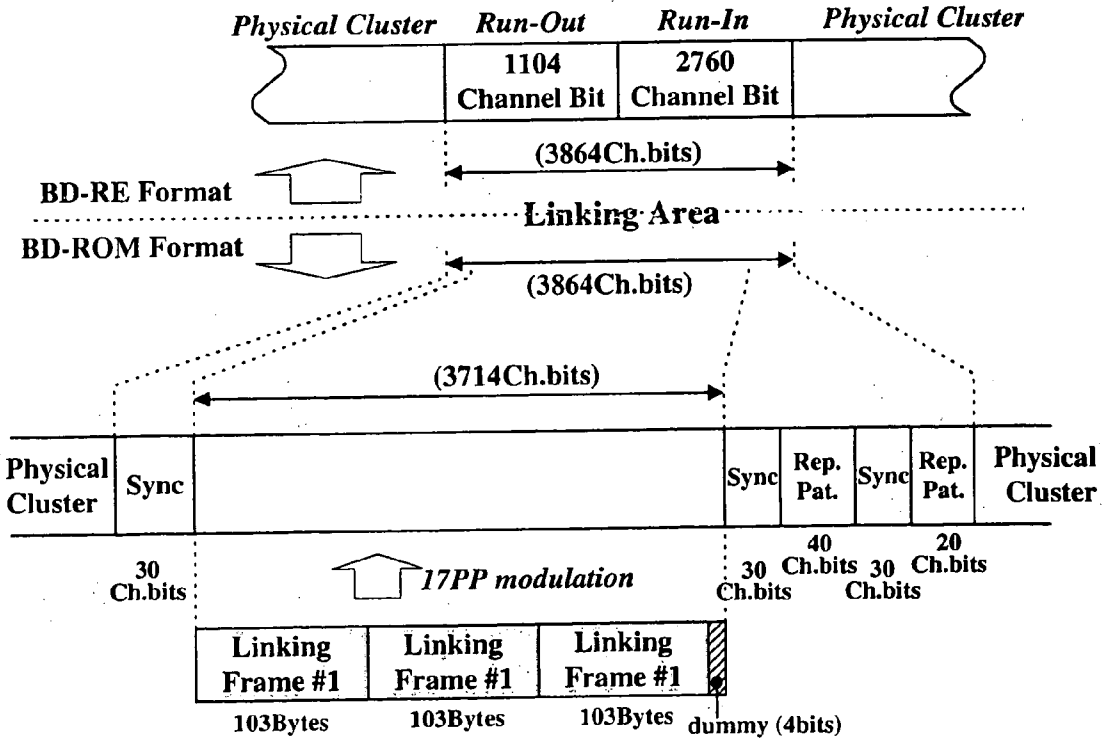 Physical Cluster Run-Out Run-In Physical Cluster
1104 Channel Bit
2760 Channel Bit
(3864Ch.bits)
BD-RE Format
Linking Area
BD-ROM Format
(3864Ch.bits)
(3714Ch.bits)
Physical Cluster
Sync
Sync
Rep. Pat.
Sync
Rep. Pat.
Physical Cluster
30 Ch.bits
17PP modulation
30 Ch.bits
40 Ch.bits
30 Ch.bits
20 Ch.bits
Linking Frame #1
Linking Frame #1
Linking Frame #1
103Bytes
103Bytes
103Bytes
dummy (4bits)